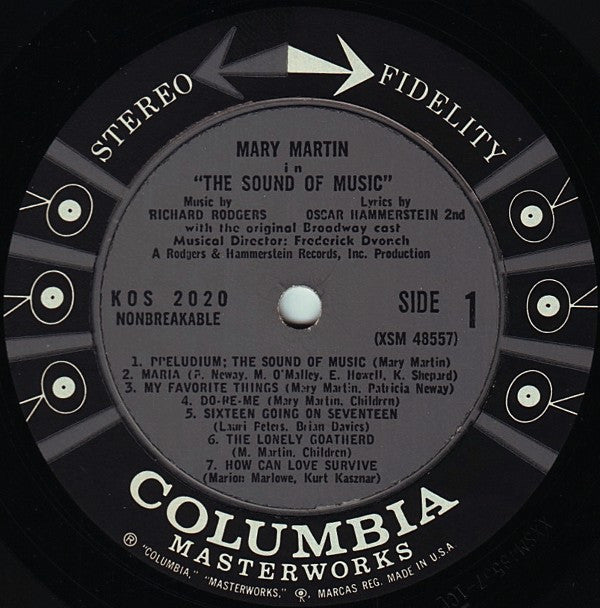 STEREO FIDELITY
MARY MARTIN
in
"THE SOUND OF MUSIC"
Music by Lyrics by
RICHARD RODGERS OSCAR HAMMERSTEIN 2nd
with the original Broadway cast
Musical Director: Frederick Dvonch
A Rodgers & Hammerstein Records, Inc. Production
KOS 2020 SIDE 1
NONBREAKABLE (XSM 48557)
1. PRELUDIUM; THE SOUND OF MUSIC (Mary Martin)
2. MARIA (P. Neway, M. O'Malley, E. Howell, K. Shepard)
3. MY FAVORITE THINGS (Mary Martin, Patricia Neway)
4. DO-RE-ME (Mary Martin, Children)
5. SIXTEEN GOING ON SEVENTEEN
(Lauri Peters, Brian Davies)
6. THE LONELY GOATHERD
(M. Martin, Children)
7. HOW CAN LOVE SURVIVE
(Marion Marlowe, Kurt Kasznar)
COLUMBIA
MASTERWORKS
® "COLUMBIA," "MASTERWORKS," MARCAS REG. MADE IN U.S.A.